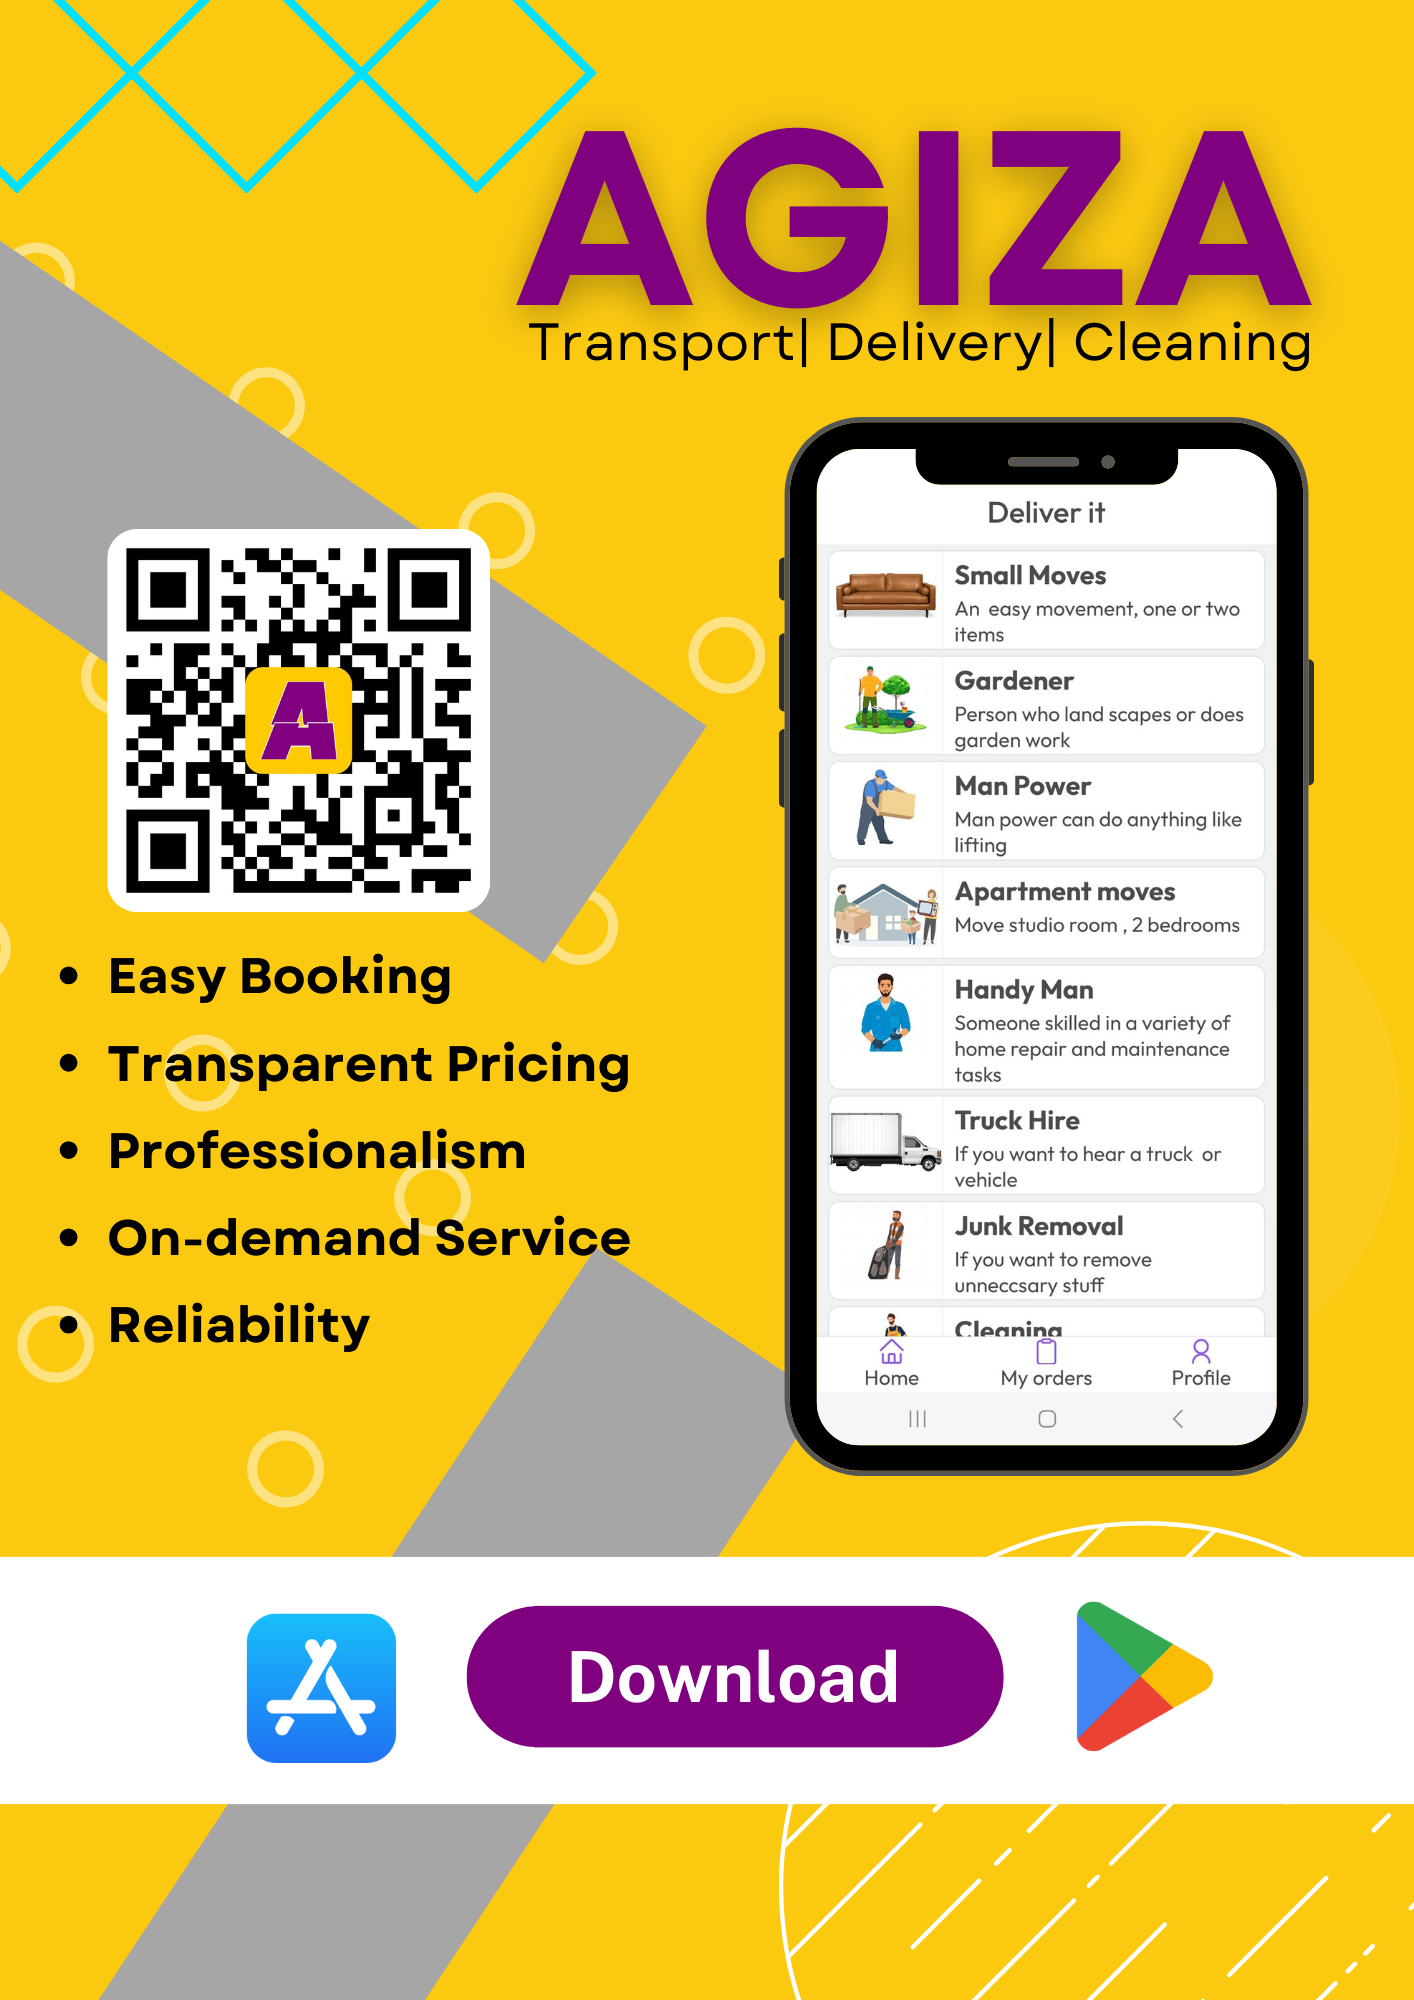 AGIZA
Transport| Delivery| Cleaning
A
Easy Booking
Transparent Pricing
Professionalism
On-demand Service
Reliability
Deliver it
Small Moves
An easy movement, one or two
items
Gardener
Person who land scapes or does
garden work
Man Power
Man power can do anything like
lifting
Apartment moves
Move studio room , 2 bedrooms
Handy Man
Someone skilled in a variety of
home repair and maintenance
tasks
Truck Hire
If you want to hear a truck or
vehicle
Junk Removal
If you want to remove
unneccsary stuff
Cleaning
Home
My orders
Profile
Download